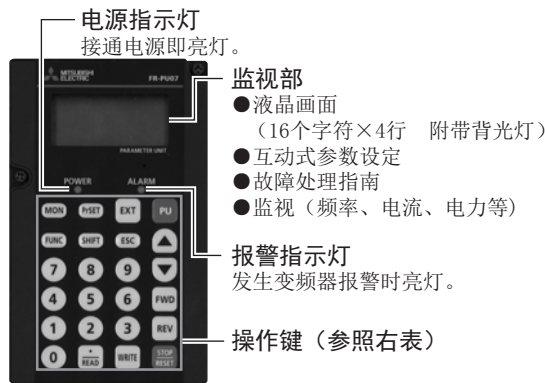 电源指示灯
接通电源即亮灯。
MITSUBISHI
ELECTRIC
FR-PU07
监视部
●液晶画面
（16个字符×4行 附带背光灯）
●互动式参数设定
●故障处理指南
●监视（频率、电流、电力等）
PARAMETER UNIT
POWER ALARM
MON PrSET EXT PU
FUNC SHIFT ESC
7 8 9
4 5 6 FWD
1 2 3 REV
0 • READ WRITE STOP RESET
报警指示灯
发生变频器报警时亮灯。
操作键（参照右表）